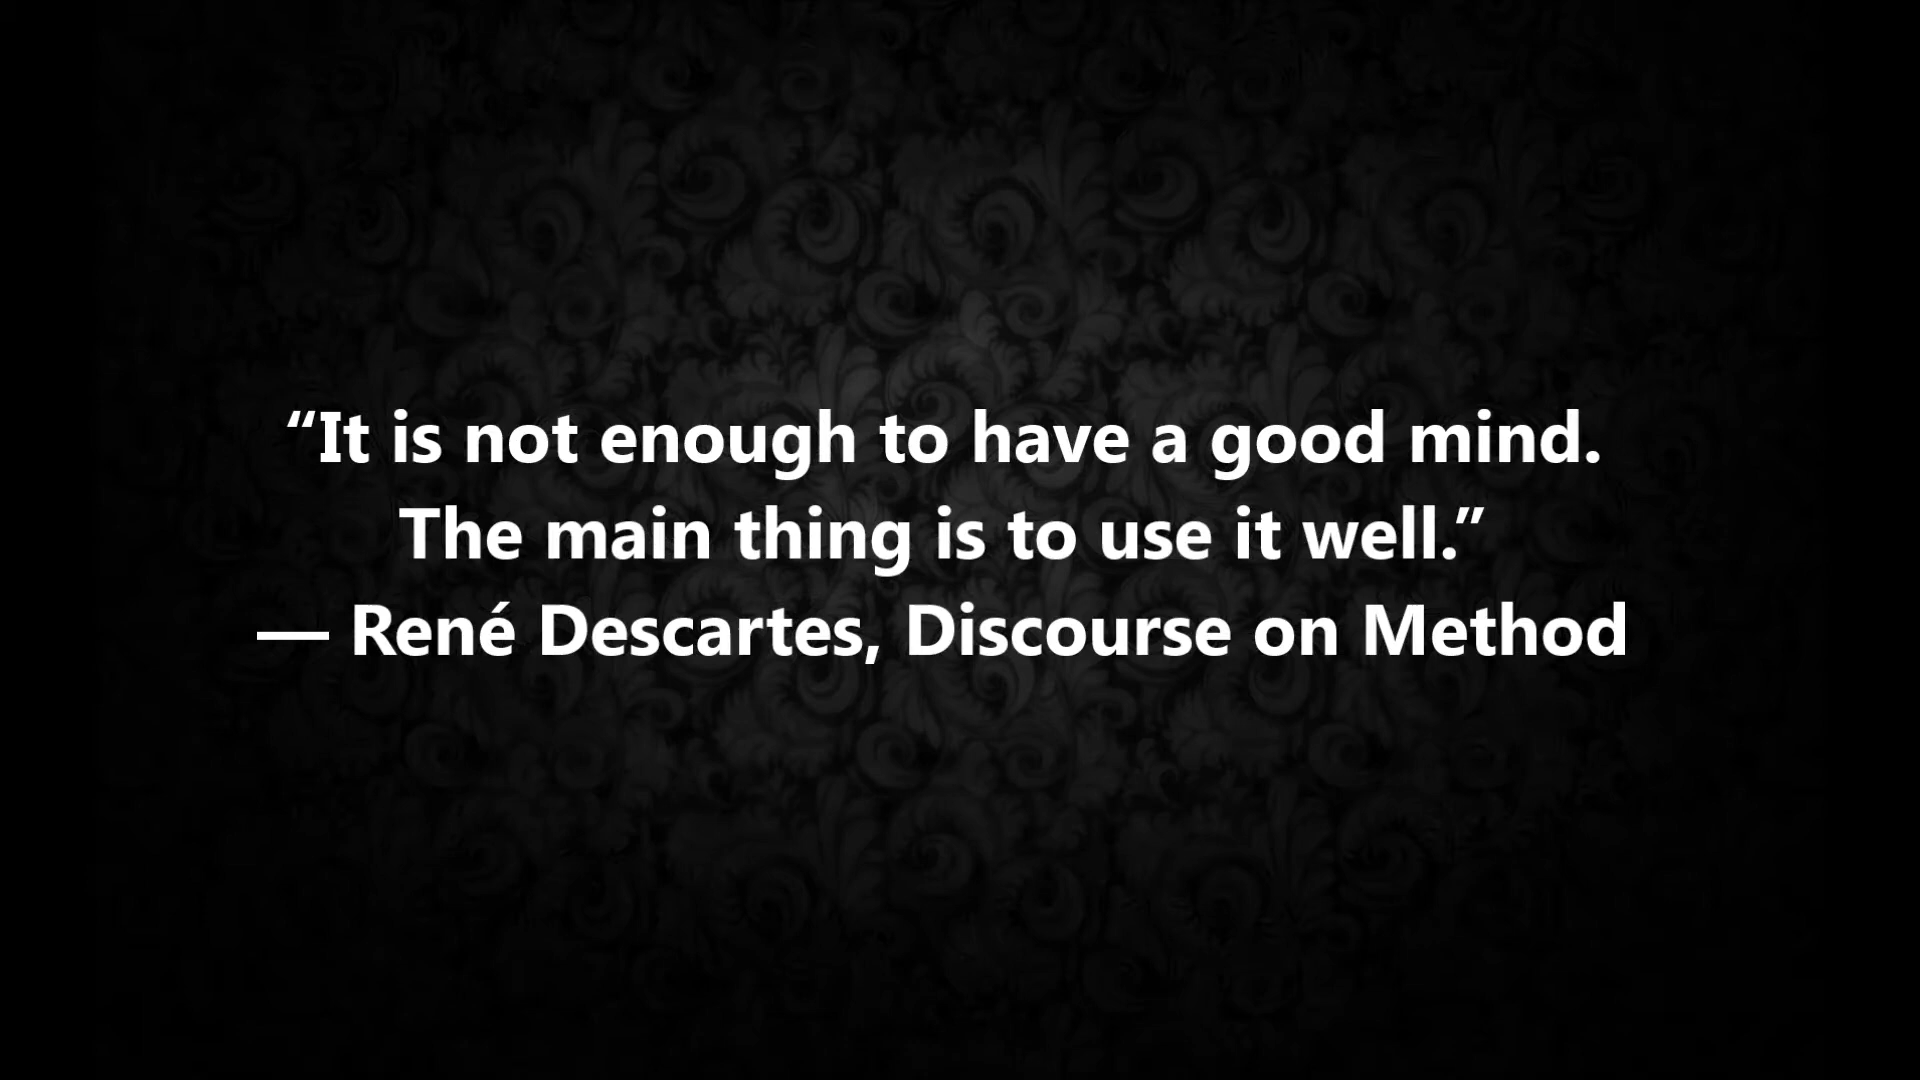 “It is not enough to have a good mind.
The main thing is to use it well.”
— René Descartes, Discourse on Method